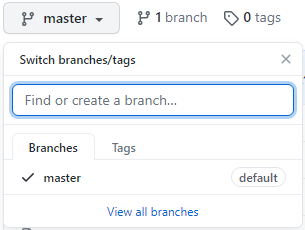 master 1 branch 0 tags
Switch branches/tags
Find or create a branch...
Branches Tags
master default
View all branches